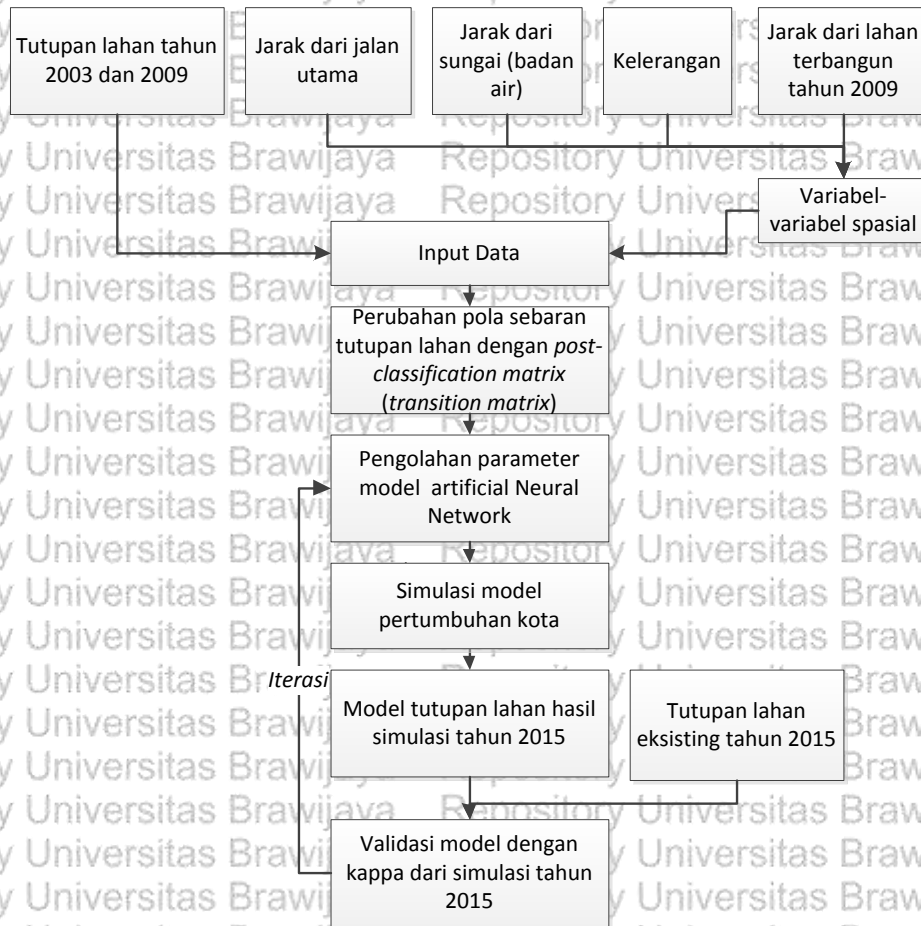 Tutupan lahan tahun
2003 dan 2009
Jarak dari jalan
utama
Jarak dari
sungai (badan
air)
Kelerangan
Jarak dari lahan
terbangun
tahun 2009
Variabel-
variabel spasial
Input Data
Perubahan pola sebaran
tutupan lahan dengan post-
classification matrix
(transition matrix)
Pengolahan parameter
model artificial Neural
Network
Simulasi model
pertumbuhan kota
Iterasi
Model tutupan lahan hasil
simulasi tahun 2015
Tutupan lahan
eksisting tahun 2015
Validasi model dengan
kappa dari simulasi tahun
2015